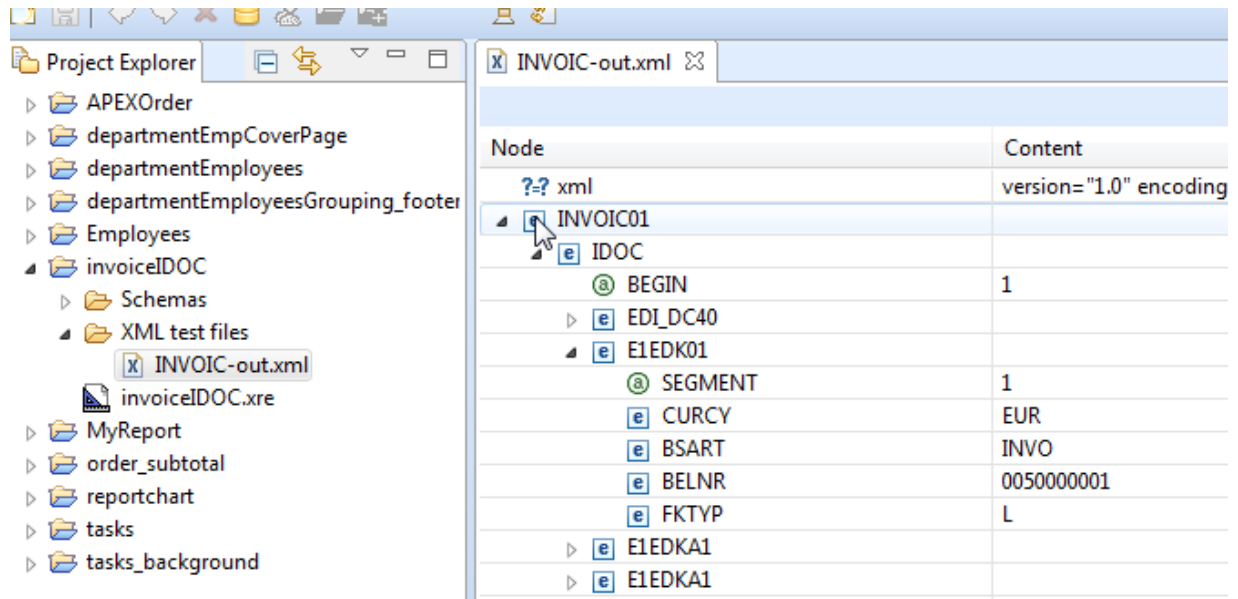 Project Explorer
APEXOrder
departmentEmpCoverPage
departmentEmployees
departmentEmployeesGrouping_footer
Employees
invoiceIDOC
Schemas
XML test files
INVOIC-out.xml
invoiceIDOC.xre
MyReport
order_subtotal
reportchart
tasks
tasks_background
INVOIC-out.xml
Node Content
?=? xml version="1.0" encoding
INVOIC01
IDOC
BEGIN 1
EDI_DC40
E1EDK01
SEGMENT 1
CURCY EUR
BSART INVO
BELNR 0050000001
FKTYP L
E1EDKA1
E1EDKA1